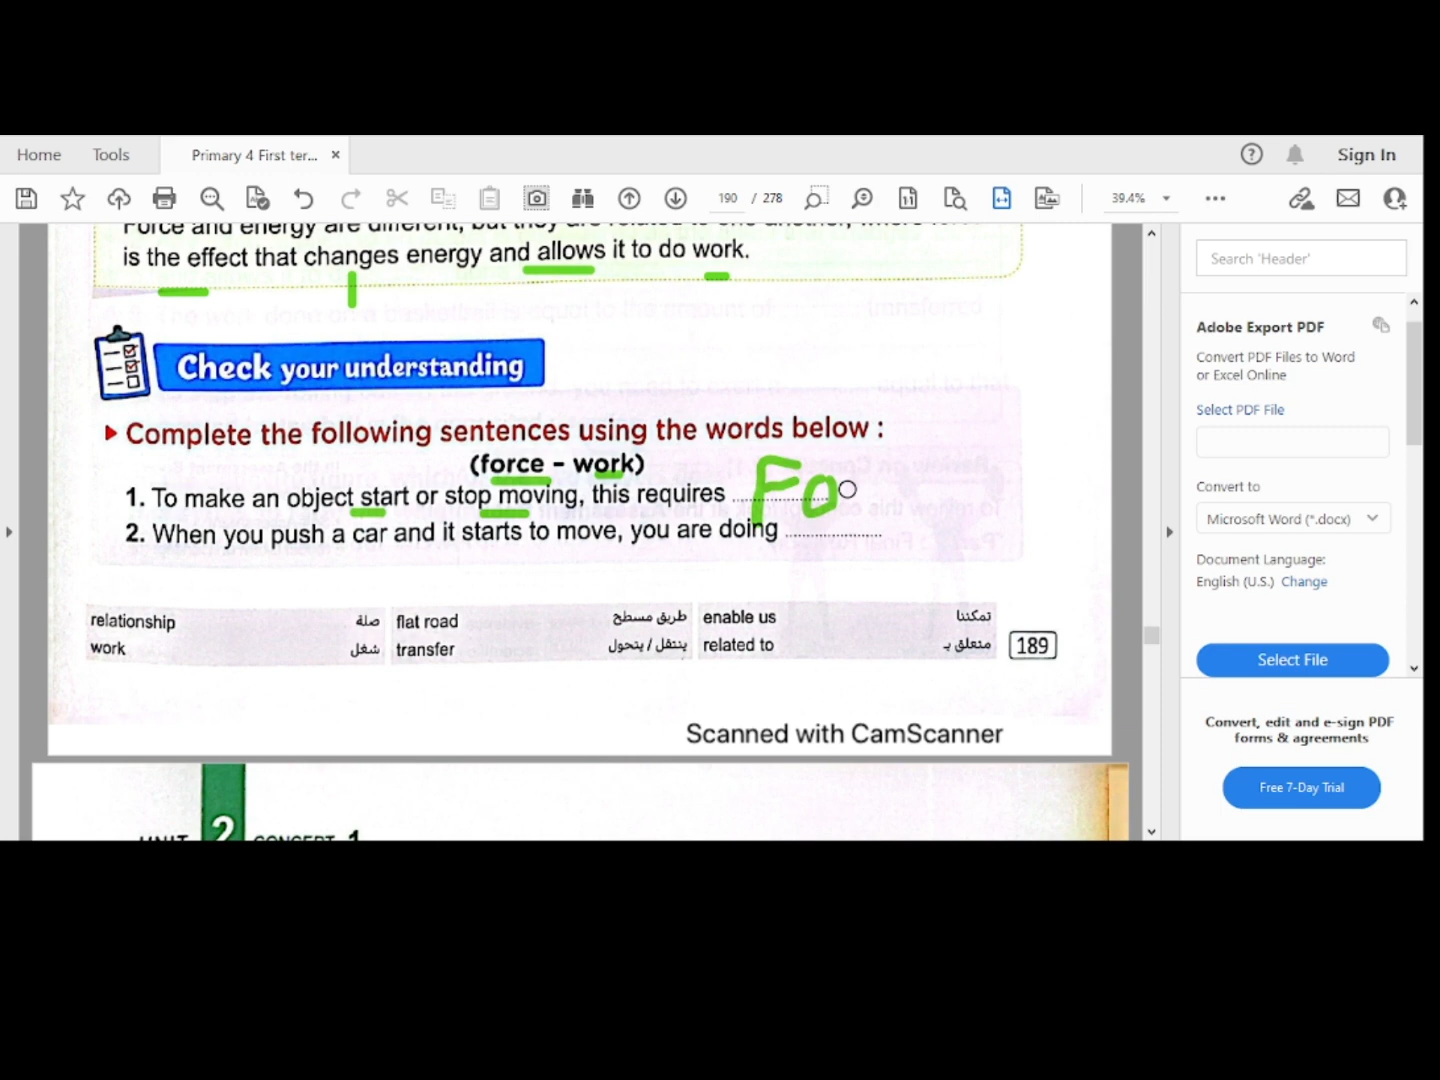 Home Tools Primary 4 First ter... × Sign In
190 / 278 39.4%
is the effect that changes energy and allows it to do work.
Check your understanding
Complete the following sentences using the words below :
(force - work)
1. To make an object start or stop moving, this requires .................. Fo
2. When you push a car and it starts to move, you are doing ..................
relationship صلة flat road طريق مسطح enable us تمكننا
work شغل transfer ينتقل / يتحول related to متعلق بـ
189
Scanned with CamScanner
UNIT 2 CONCEPT 1
Search 'Header'
Adobe Export PDF
Convert PDF Files to Word
or Excel Online
Select PDF File
Convert to
Microsoft Word (*.docx)
Document Language:
English (U.S.) Change
Select File
Convert, edit and e-sign PDF
forms & agreements
Free 7-Day Trial